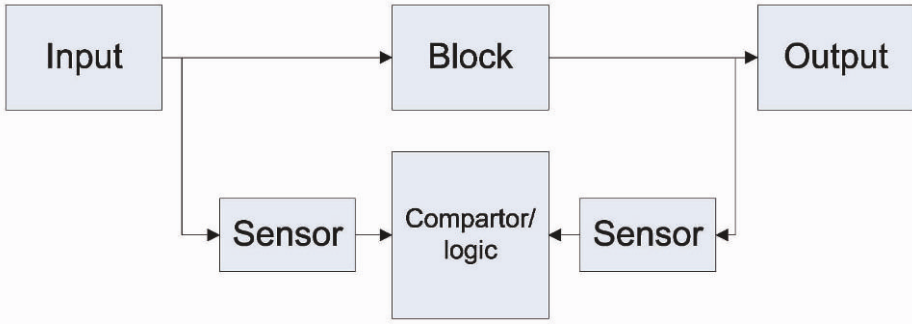 Input
Block
Output
Sensor
Compartor/
logic
Sensor